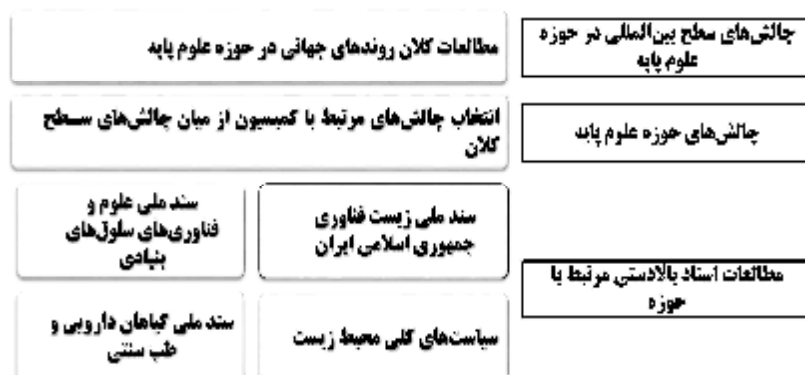 چالش‌های سطح بین‌المللی در حوزه
علوم پایه
مطالعات کلان روندهای جهانی در حوزه علوم پایه
چالش‌های حوزه علوم پایه
انتخاب چالش‌های مرتبط با کمیسیون از میان چالش‌های سطح
کلان
مطالعات اسناد بالادستی مرتبط با
حوزه
سند ملی زیست فناوری
جمهوری اسلامی ایران
سند ملی علوم و
فناوری‌های سلول‌های
بنیادی
سیاست‌های کلی محیط زیست
سند ملی گیاهان دارویی و
طب سنتی